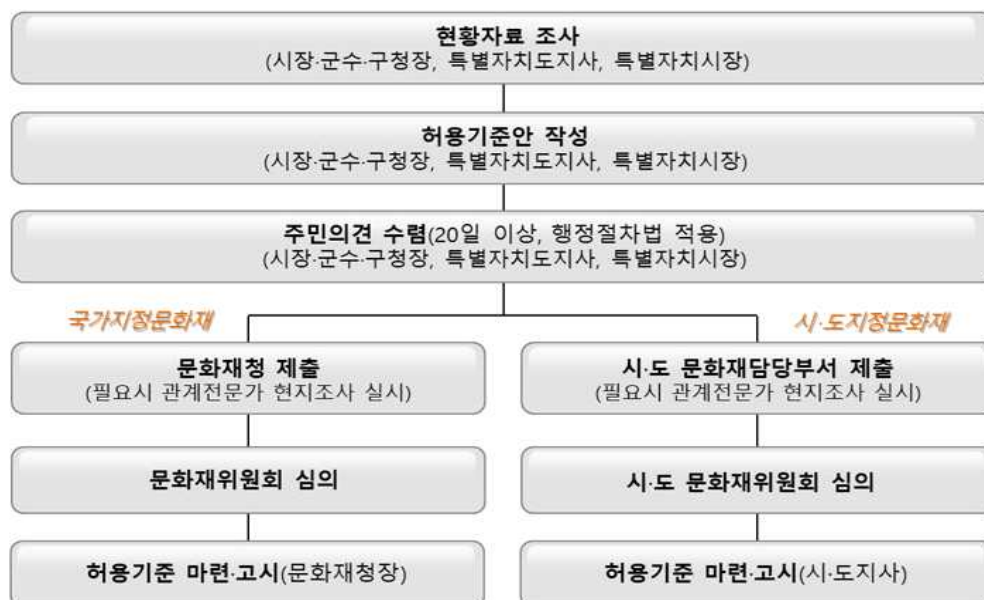 현황자료 조사
(시장·군수·구청장, 특별자치도지사, 특별자치시장)
허용기준안 작성
(시장·군수·구청장, 특별자치도지사, 특별자치시장)
주민의견 수렴(20일 이상, 행정절차법 적용)
(시장·군수·구청장, 특별자치도지사, 특별자치시장)
국가지정문화재
시·도지정문화재
문화재청 제출
(필요시 관계전문가 현지조사 실시)
시·도 문화재담당부서 제출
(필요시 관계전문가 현지조사 실시)
문화재위원회 심의
시·도 문화재위원회 심의
허용기준 마련·고시(문화재청장)
허용기준 마련·고시(시·도지사)